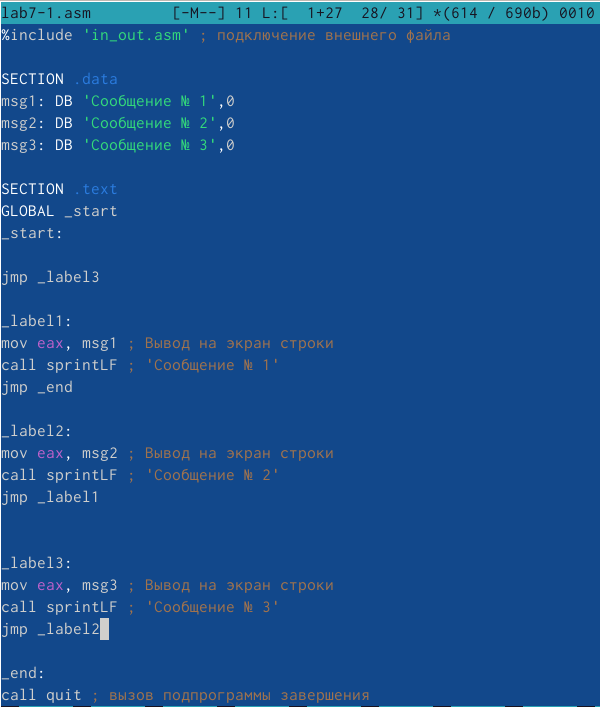 lab7-1.asm [-M--] 11 L:[ 1+27 28/ 31] *(614 / 690b) 0010
%include 'in_out.asm' ; подключение внешнего файла
SECTION .data
msg1: DB 'Сообщение № 1',0
msg2: DB 'Сообщение № 2',0
msg3: DB 'Сообщение № 3',0
SECTION .text
GLOBAL _start
_start:
jmp _label3
_label1:
mov eax, msg1 ; Вывод на экран строки
call sprintLF ; 'Сообщение № 1'
jmp _end
_label2:
mov eax, msg2 ; Вывод на экран строки
call sprintLF ; 'Сообщение № 2'
jmp _label1
_label3:
mov eax, msg3 ; Вывод на экран строки
call sprintLF ; 'Сообщение № 3'
jmp _label2
_end:
call quit ; вызов подпрограммы завершения